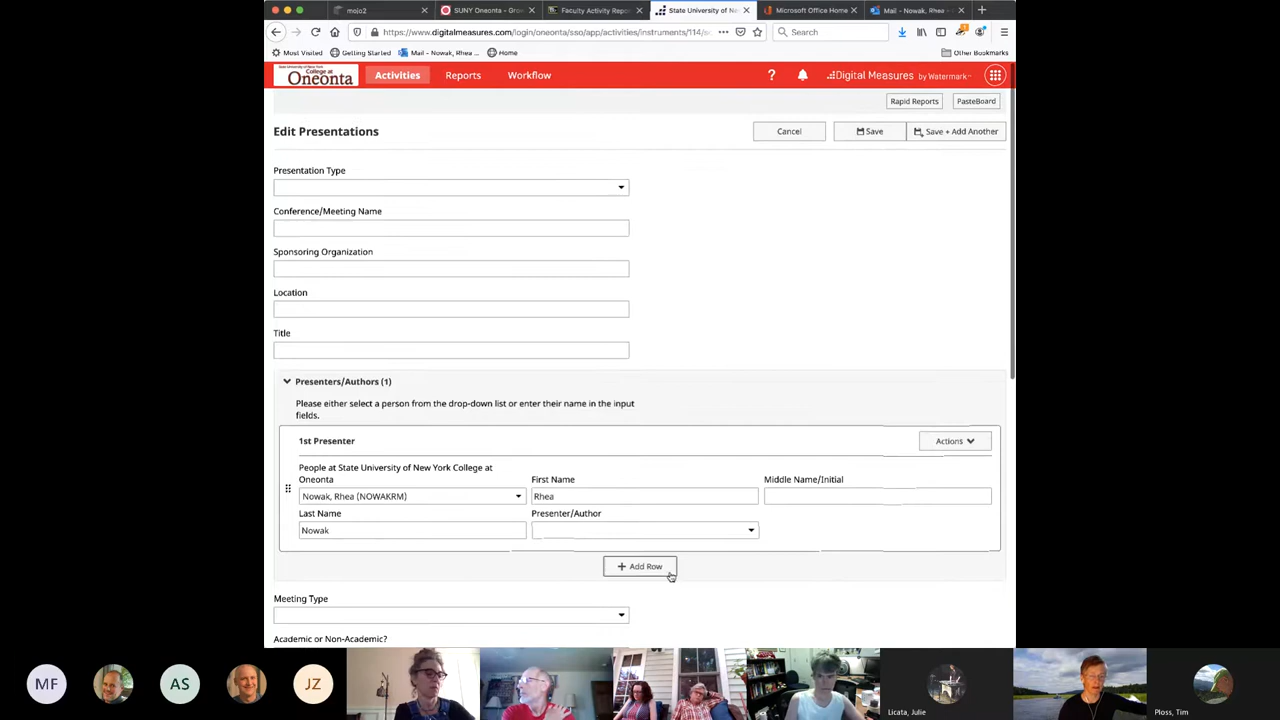 mojo2
SUNY Oneonta - Gro
Faculty Activity Repor
State University of Ne
Microsoft Office Home
Mail - Nowak, Rhea -
https://www.digitalmeasures.com/login/oneonta/sso/app/activities/instruments/114/
Search
Most Visited
Getting Started
Mail - Nowak, Rhea ...
Home
Other Bookmarks
College at
Oneonta
Activities
Reports
Workflow
?
Digital Measures by Watermark
Rapid Reports
PasteBoard
Edit Presentations
Cancel
Save
Save + Add Another
Presentation Type
Conference/Meeting Name
Sponsoring Organization
Location
Title
Presenters/Authors (1)
Please either select a person from the drop-down list or enter their name in the input
fields.
1st Presenter
Actions
People at State University of New York College at
Oneonta
First Name
Middle Name/Initial
Nowak, Rhea (NOWAKRM)
Rhea
Last Name
Presenter/Author
Nowak
+ Add Row
Meeting Type
Academic or Non-Academic?
MF
AS
JZ
Licata, Julie
Ploss, Tim